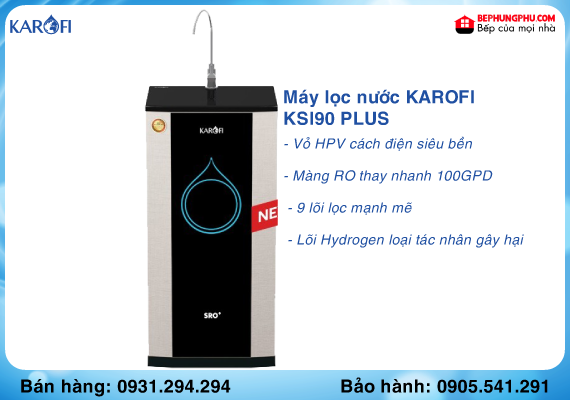 KAROFI
BEPHUNGPHU.COM
Bếp của mọi nhà
Máy lọc nước KAROFI
KSI90 PLUS
- Vỏ HPV cách điện siêu bền
- Màng RO thay nhanh 100GPD
- 9 lõi lọc mạnh mẽ
- Lõi Hydrogen loại tác nhân gây hại
KAROFI
NE
SRO+
Bán hàng: 0931.294.294
Bảo hành: 0905.541.291